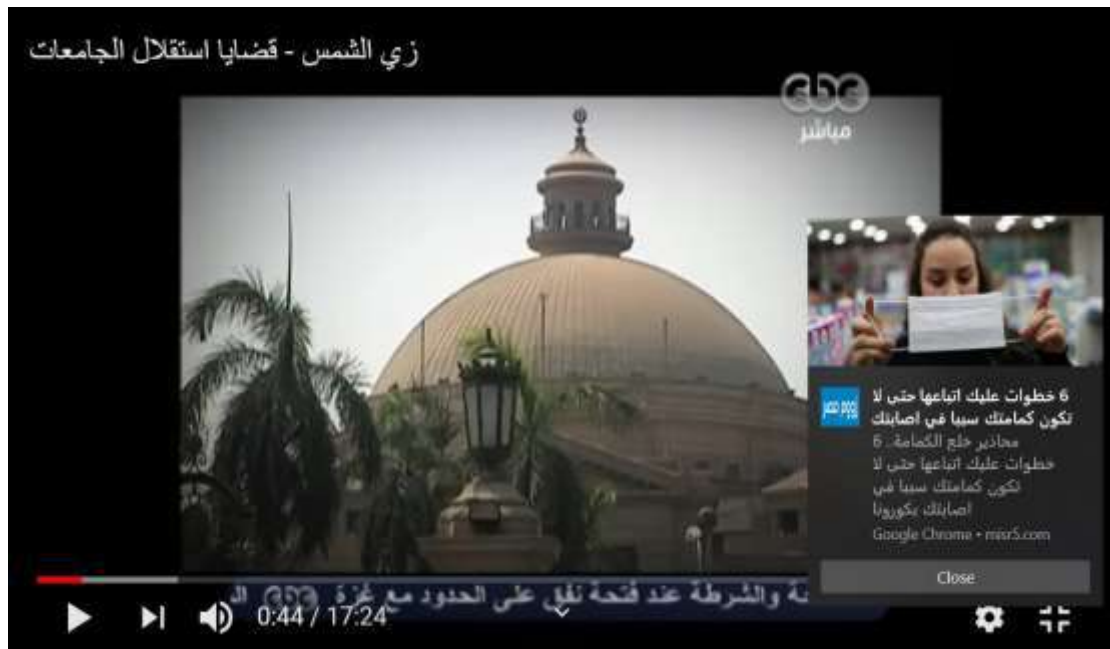 زي الشمس - قضايا استقلال الجامعات
cbc
مباشر
6 خطوات عليك اتباعها حتى لا
تكون كمامتك سببا في اصابتك
محاذير خلع الكمامة.. 6
خطوات عليك اتباعها حتى لا
تكون كمامتك سببا في
اصابتك بكورونا
Google Chrome • misr5.com
Close
والشرطة عند فتحة نفق على الحدود مع غزة cbc
0:44 / 17:24